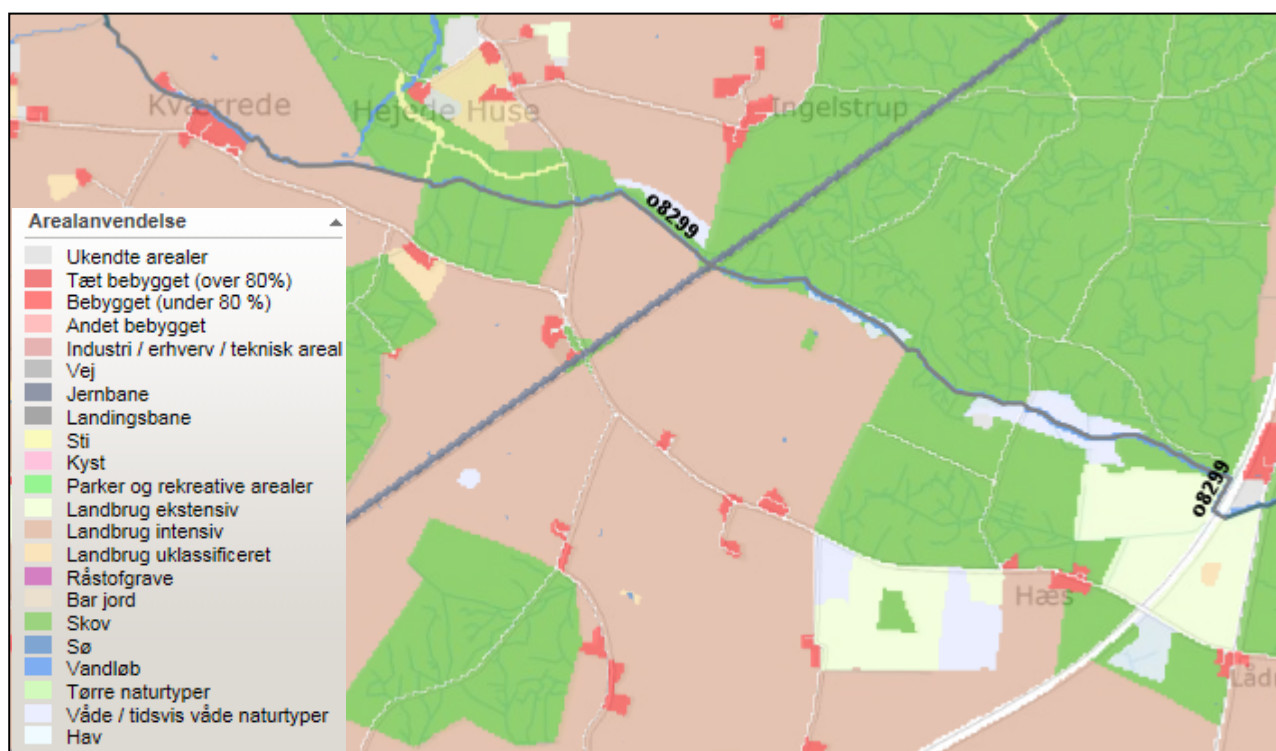 Kværrede
Hejede Huse
Ingelstrup
o8299
Arealanvendelse
Ukendte arealer
Tæt bebygget (over 80%)
Bebygget (under 80 %)
Andet bebygget
Industri / erhverv / teknisk areal
Vej
Jernbane
Landingsbane
Sti
Kyst
Parker og rekreative arealer
Landbrug ekstensiv
Landbrug intensiv
Landbrug uklassificeret
Råstofgrave
Bar jord
Skov
Sø
Vandløb
Tørre naturtyper
Våde / tidsvis våde naturtyper
Hav
o8299
Hæs